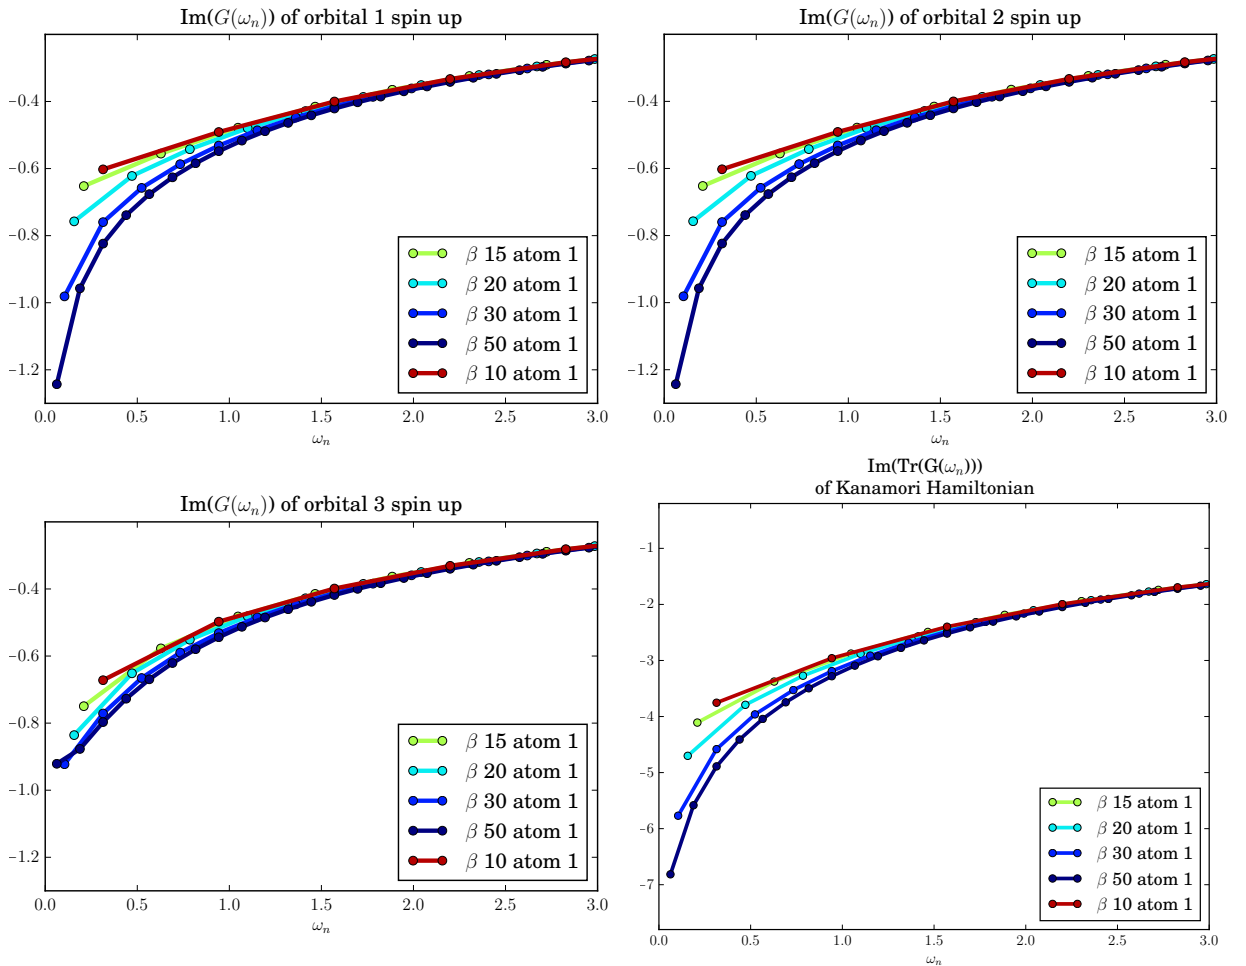 Im(G(ωn)) of orbital 1 spin up
−0.4
−0.6
−0.8
−1.0
−1.2
0.0 0.5 1.0 1.5 2.0 2.5 3.0
ωn
β 15 atom 1
β 20 atom 1
β 30 atom 1
β 50 atom 1
β 10 atom 1
Im(G(ωn)) of orbital 2 spin up
−0.4
−0.6
−0.8
−1.0
−1.2
0.0 0.5 1.0 1.5 2.0 2.5 3.0
ωn
β 15 atom 1
β 20 atom 1
β 30 atom 1
β 50 atom 1
β 10 atom 1
Im(G(ωn)) of orbital 3 spin up
−0.4
−0.6
−0.8
−1.0
−1.2
0.0 0.5 1.0 1.5 2.0 2.5 3.0
ωn
β 15 atom 1
β 20 atom 1
β 30 atom 1
β 50 atom 1
β 10 atom 1
Im(Tr(G(ωn)))
of Kanamori Hamiltonian
−1
−2
−3
−4
−5
−6
−7
0.0 0.5 1.0 1.5 2.0 2.5 3.0
ωn
β 15 atom 1
β 20 atom 1
β 30 atom 1
β 50 atom 1
β 10 atom 1